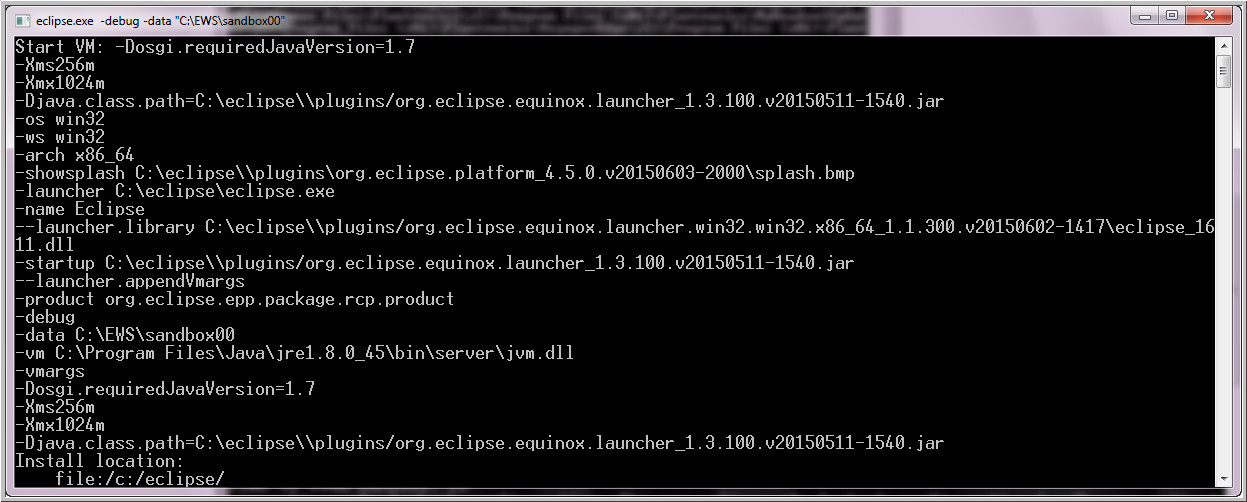 eclipse.exe  -debug -data "C:\EWS\sandbox00"
Start VM: -Dosgi.requiredJavaVersion=1.7
-Xms256m
-Xmx1024m
-Djava.class.path=C:\eclipse\\plugins/org.eclipse.equinox.launcher_1.3.100.v20150511-1540.jar
-os win32
-ws win32
-arch x86_64
-showsplash C:\eclipse\\plugins\org.eclipse.platform_4.5.0.v20150603-2000\splash.bmp
-launcher C:\eclipse\eclipse.exe
-name Eclipse
--launcher.library C:\eclipse\\plugins/org.eclipse.equinox.launcher.win32.win32.x86_64_1.1.300.v20150602-1417\eclipse_16
11.dll
-startup C:\eclipse\\plugins/org.eclipse.equinox.launcher_1.3.100.v20150511-1540.jar
--launcher.appendVmargs
-product org.eclipse.epp.package.rcp.product
-debug
-data C:\EWS\sandbox00
-vm C:\Program Files\Java\jre1.8.0_45\bin\server\jvm.dll
-vmargs
-Dosgi.requiredJavaVersion=1.7
-Xms256m
-Xmx1024m
-Djava.class.path=C:\eclipse\\plugins/org.eclipse.equinox.launcher_1.3.100.v20150511-1540.jar
Install location:
    file:/c:/eclipse/